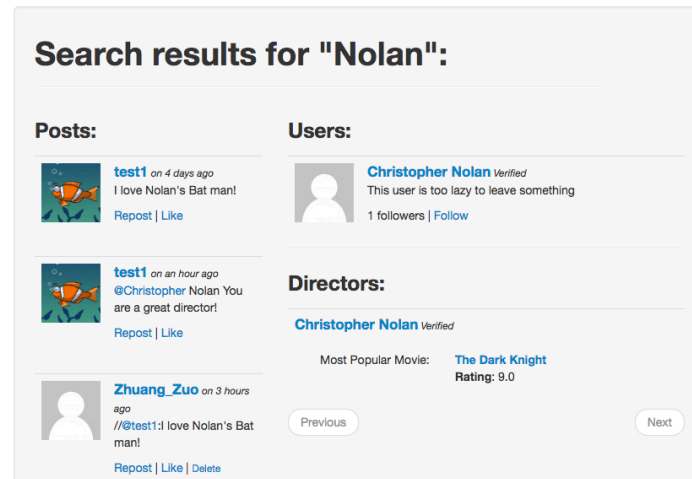 Search results for "Nolan":
Posts:
test1 on 4 days ago
I love Nolan's Bat man!
Repost | Like
test1 on an hour ago
@Christopher Nolan You
are a great director!
Repost | Like
Zhuang_Zuo on 3 hours
ago
//@test1:I love Nolan's Bat
man!
Repost | Like | Delete
Users:
Christopher Nolan Verified
This user is too lazy to leave something
1 followers | Follow
Directors:
Christopher Nolan Verified
Most Popular Movie: The Dark Knight
Rating: 9.0
Previous Next